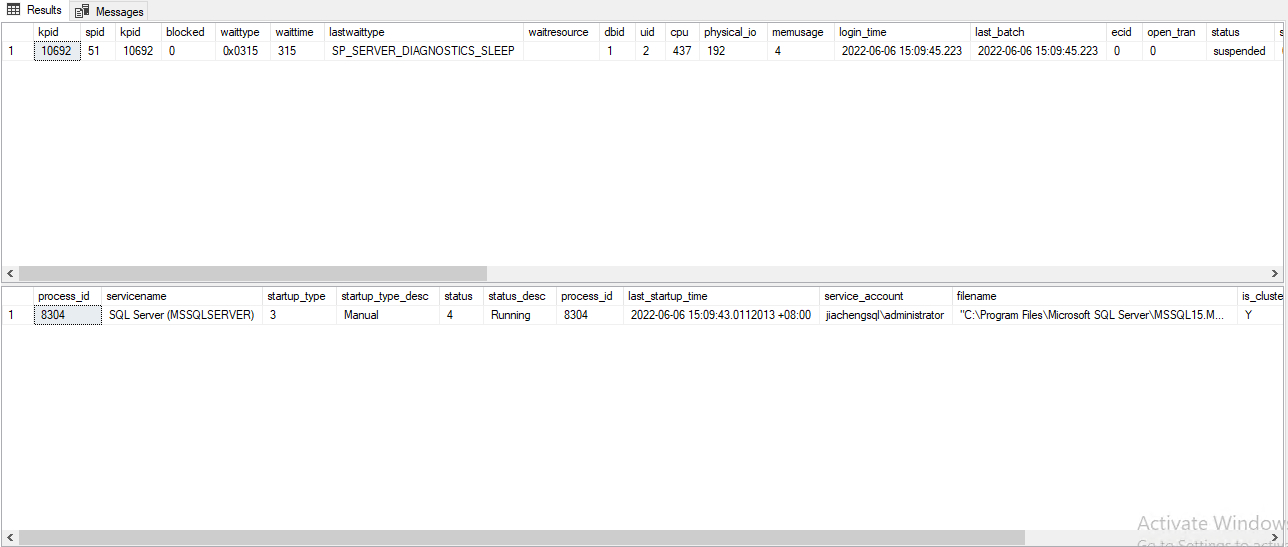 Results Messages
kpid spid kpid blocked waittype waittime lastwaittype waitresource dbid uid cpu physical_io memusage login_time last_batch ecid open_tran status s
1 10692 51 10692 0 0x0315 315 SP_SERVER_DIAGNOSTICS_SLEEP 1 2 437 192 4 2022-06-06 15:09:45.223 2022-06-06 15:09:45.223 0 0 suspended
process_id servicename startup_type startup_type_desc status status_desc process_id last_startup_time service_account filename is_cluste
1 8304 SQL Server (MSSQLSERVER) 3 Manual 4 Running 8304 2022-06-06 15:09:43.0112013 +08:00 jiachengsql\administrator "C:\Program Files\Microsoft SQL Server\MSSQL15.M... Y
Activate Windows
Go to Settings to activ